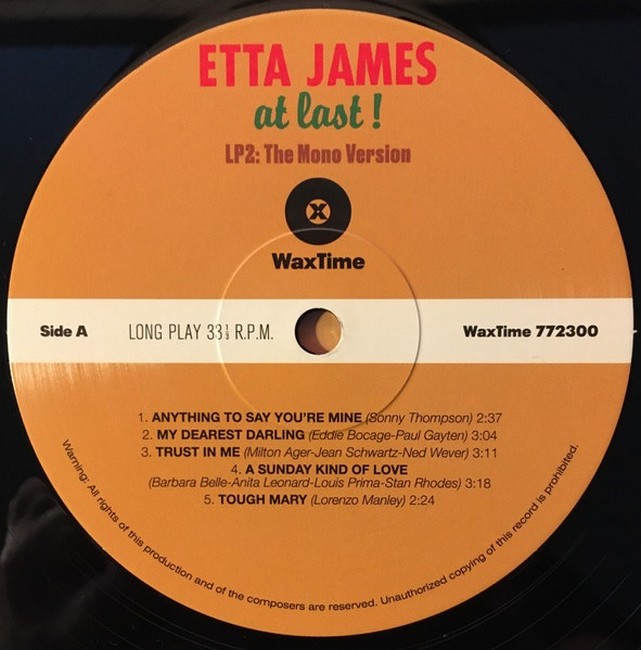 ETTA JAMES
at last!
LP2: The Mono Version
X
WaxTime
Side A
LONG PLAY 33⅓ R.P.M.
WaxTime 772300
1. ANYTHING TO SAY YOU'RE MINE (Sonny Thompson) 2:37
2. MY DEAREST DARLING (Eddie Bocage-Paul Gayten) 3:04
3. TRUST IN ME (Milton Ager-Jean Schwartz-Ned Wever) 3:11
4. A SUNDAY KIND OF LOVE
(Barbara Belle-Anita Leonard-Louis Prima-Stan Rhodes) 3:18
5. TOUGH MARY (Lorenzo Manley) 2:24
Warning: All rights of this production and of the composers are reserved. Unauthorized copying of this record is prohibited.